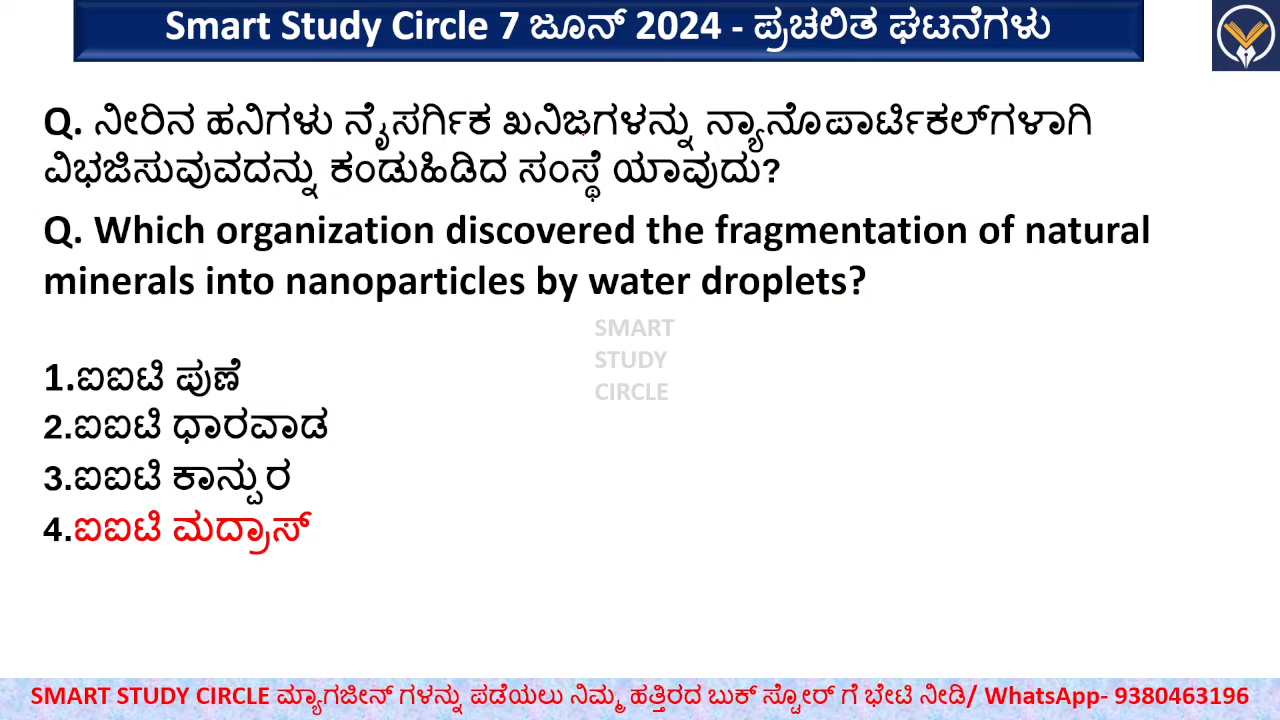 Smart Study Circle 7 ಜೂನ್ 2024 - ಪ್ರಚಲಿತ ಘಟನೆಗಳು
Q. ನೀರಿನ ಹನಿಗಳು ನೈಸರ್ಗಿಕ ಖನಿಜಗಳನ್ನು ನ್ಯಾನೊಪಾರ್ಟಿಕಲ್‌ಗಳಾಗಿ
ವಿಭಜಿಸುವುವದನ್ನು ಕಂಡುಹಿಡಿದ ಸಂಸ್ಥೆ ಯಾವುದು?
Q. Which organization discovered the fragmentation of natural
minerals into nanoparticles by water droplets?
SMART
STUDY
CIRCLE
1.ಐಐಟಿ ಪುಣೆ
2.ಐಐಟಿ ಧಾರವಾಡ
3.ಐಐಟಿ ಕಾನ್ಪುರ
4.ಐಐಟಿ ಮದ್ರಾಸ್
SMART STUDY CIRCLE ಮ್ಯಾಗಜೀನ್ ಗಳನ್ನು ಪಡೆಯಲು ನಿಮ್ಮ ಹತ್ತಿರದ ಬುಕ್ ಸ್ಟೋರ್ ಗೆ ಭೇಟಿ ನೀಡಿ/ WhatsApp- 9380463196